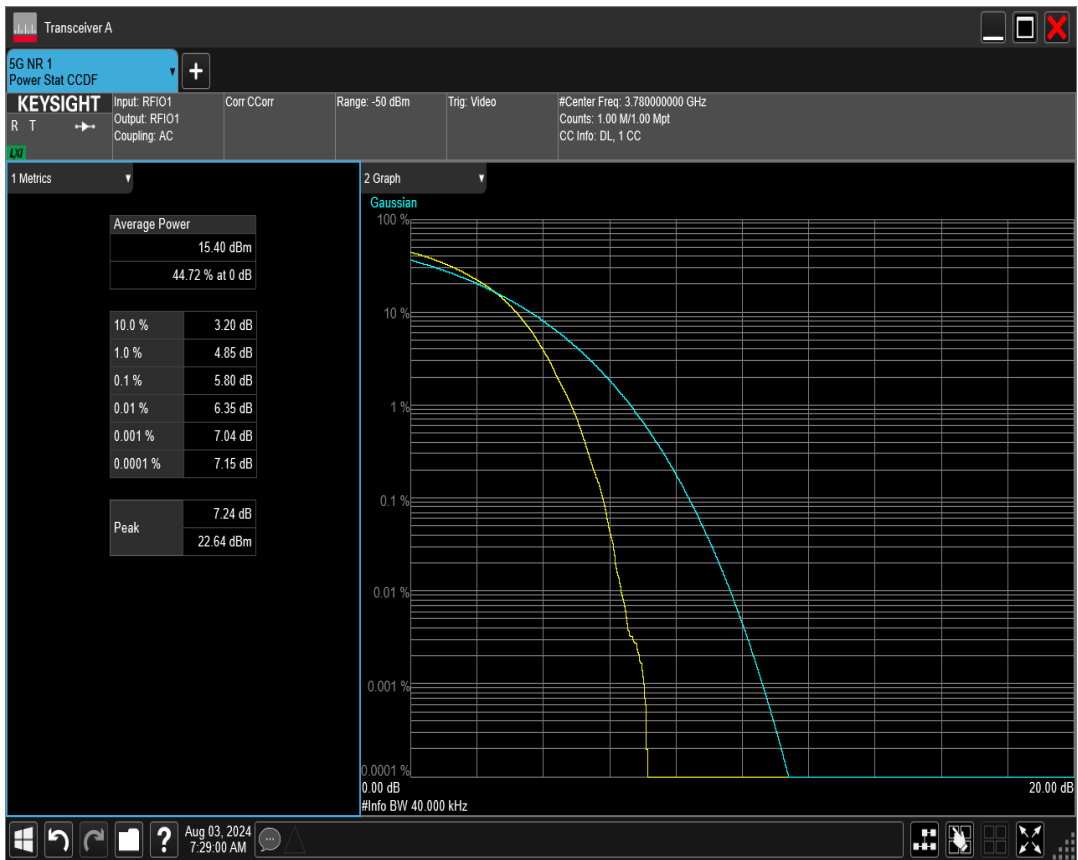 Transceiver A
5G NR 1
Power Stat CCDF
+
KEYSIGHT
R T
LXI
Input: RFIO1
Output: RFIO1
Coupling: AC
Corr CCorr
Range: -50 dBm
Trig: Video
#Center Freq: 3.780000000 GHz
Counts: 1.00 M/1.00 Mpt
CC Info: DL, 1 CC
1 Metrics
Average Power
15.40 dBm
44.72 % at 0 dB
10.0 % 3.20 dB
1.0 % 4.85 dB
0.1 % 5.80 dB
0.01 % 6.35 dB
0.001 % 7.04 dB
0.0001 % 7.15 dB
Peak
7.24 dB
22.64 dBm
2 Graph
Gaussian
100 %
10 %
1 %
0.1 %
0.01 %
0.001 %
0.0001 %
0.00 dB
20.00 dB
#Info BW 40.000 kHz
?
Aug 03, 2024
7:29:00 AM